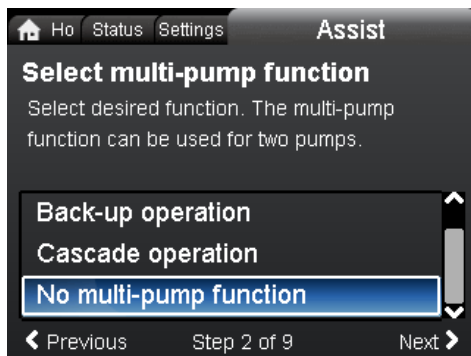 Ho Status Settings Assist
Select multi-pump function
Select desired function. The multi-pump
function can be used for two pumps.
Back-up operation
Cascade operation
No multi-pump function
Previous Step 2 of 9 Next